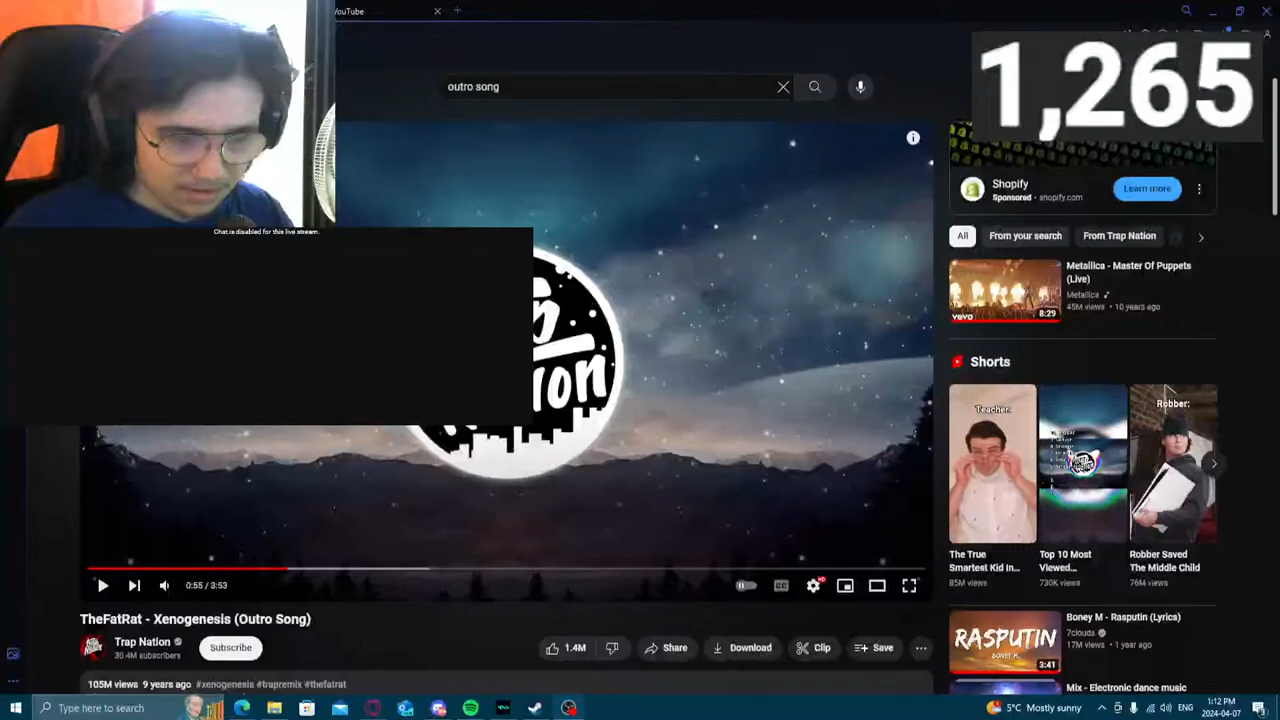 YouTube
outro song
1,265
Chat is disabled for this live stream.
Shopify
Sponsored · shopify.com
Learn more
All
From your search
From Trap Nation
Metallica - Master Of Puppets (Live)
Metallica
45M views · 10 years ago
vevo
8:29
Shorts
Teacher:
Robber:
The True Smartest Kid In...
85M views
Top 10 Most Viewed...
730K views
Robber Saved The Middle Child
76M views
0:55 / 3:53
TheFatRat - Xenogenesis (Outro Song)
Trap Nation
30.4M subscribers
Subscribe
1.4M
Share
Download
Clip
Save
105M views 9 years ago #xenogenesis #trapremix #thefatrat
RASPUTIN
3:41
Boney M - Rasputin (Lyrics)
7clouds
17M views · 1 year ago
Mix - Electronic dance music
Type here to search
5°C Mostly sunny
ENG
1:12 PM
2024-04-07